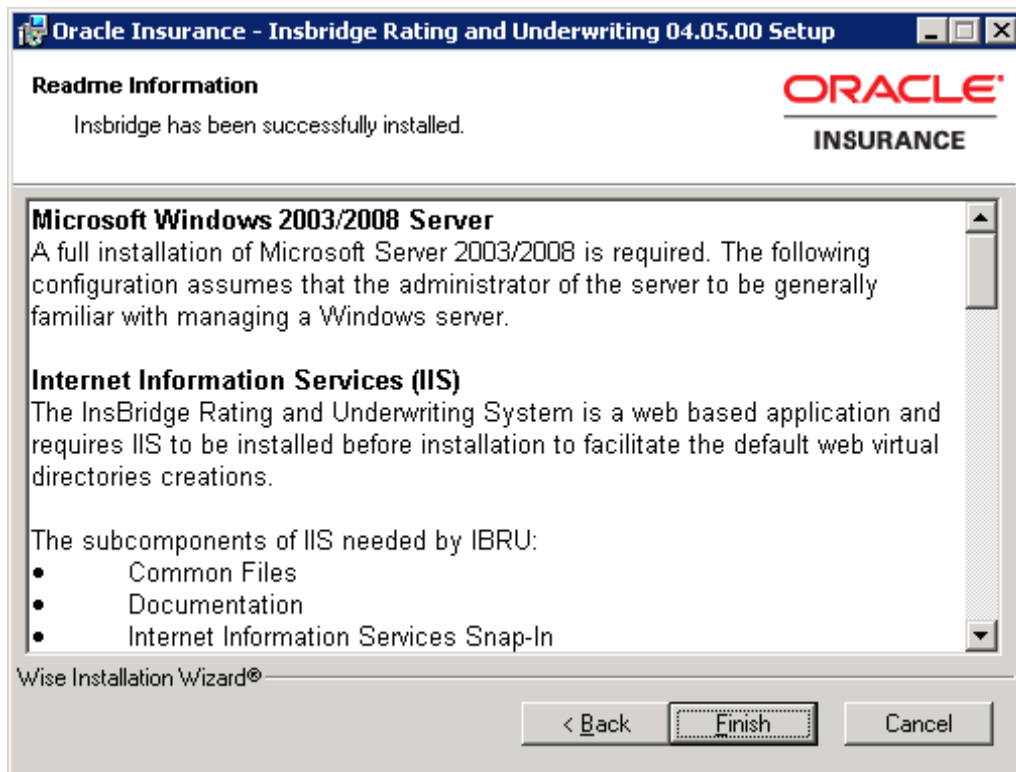 Oracle Insurance - Insbridge Rating and Underwriting 04.05.00 Setup
Readme Information
Insbridge has been successfully installed.
ORACLE
INSURANCE
Microsoft Windows 2003/2008 Server
A full installation of Microsoft Server 2003/2008 is required. The following
configuration assumes that the administrator of the server to be generally
familiar with managing a Windows server.
Internet Information Services (IIS)
The InsBridge Rating and Underwriting System is a web based application and
requires IIS to be installed before installation to facilitate the default web virtual
directories creations.
The subcomponents of IIS needed by IBRU:
● Common Files
● Documentation
● Internet Information Services Snap-In
Wise Installation Wizard®
< Back Finish Cancel